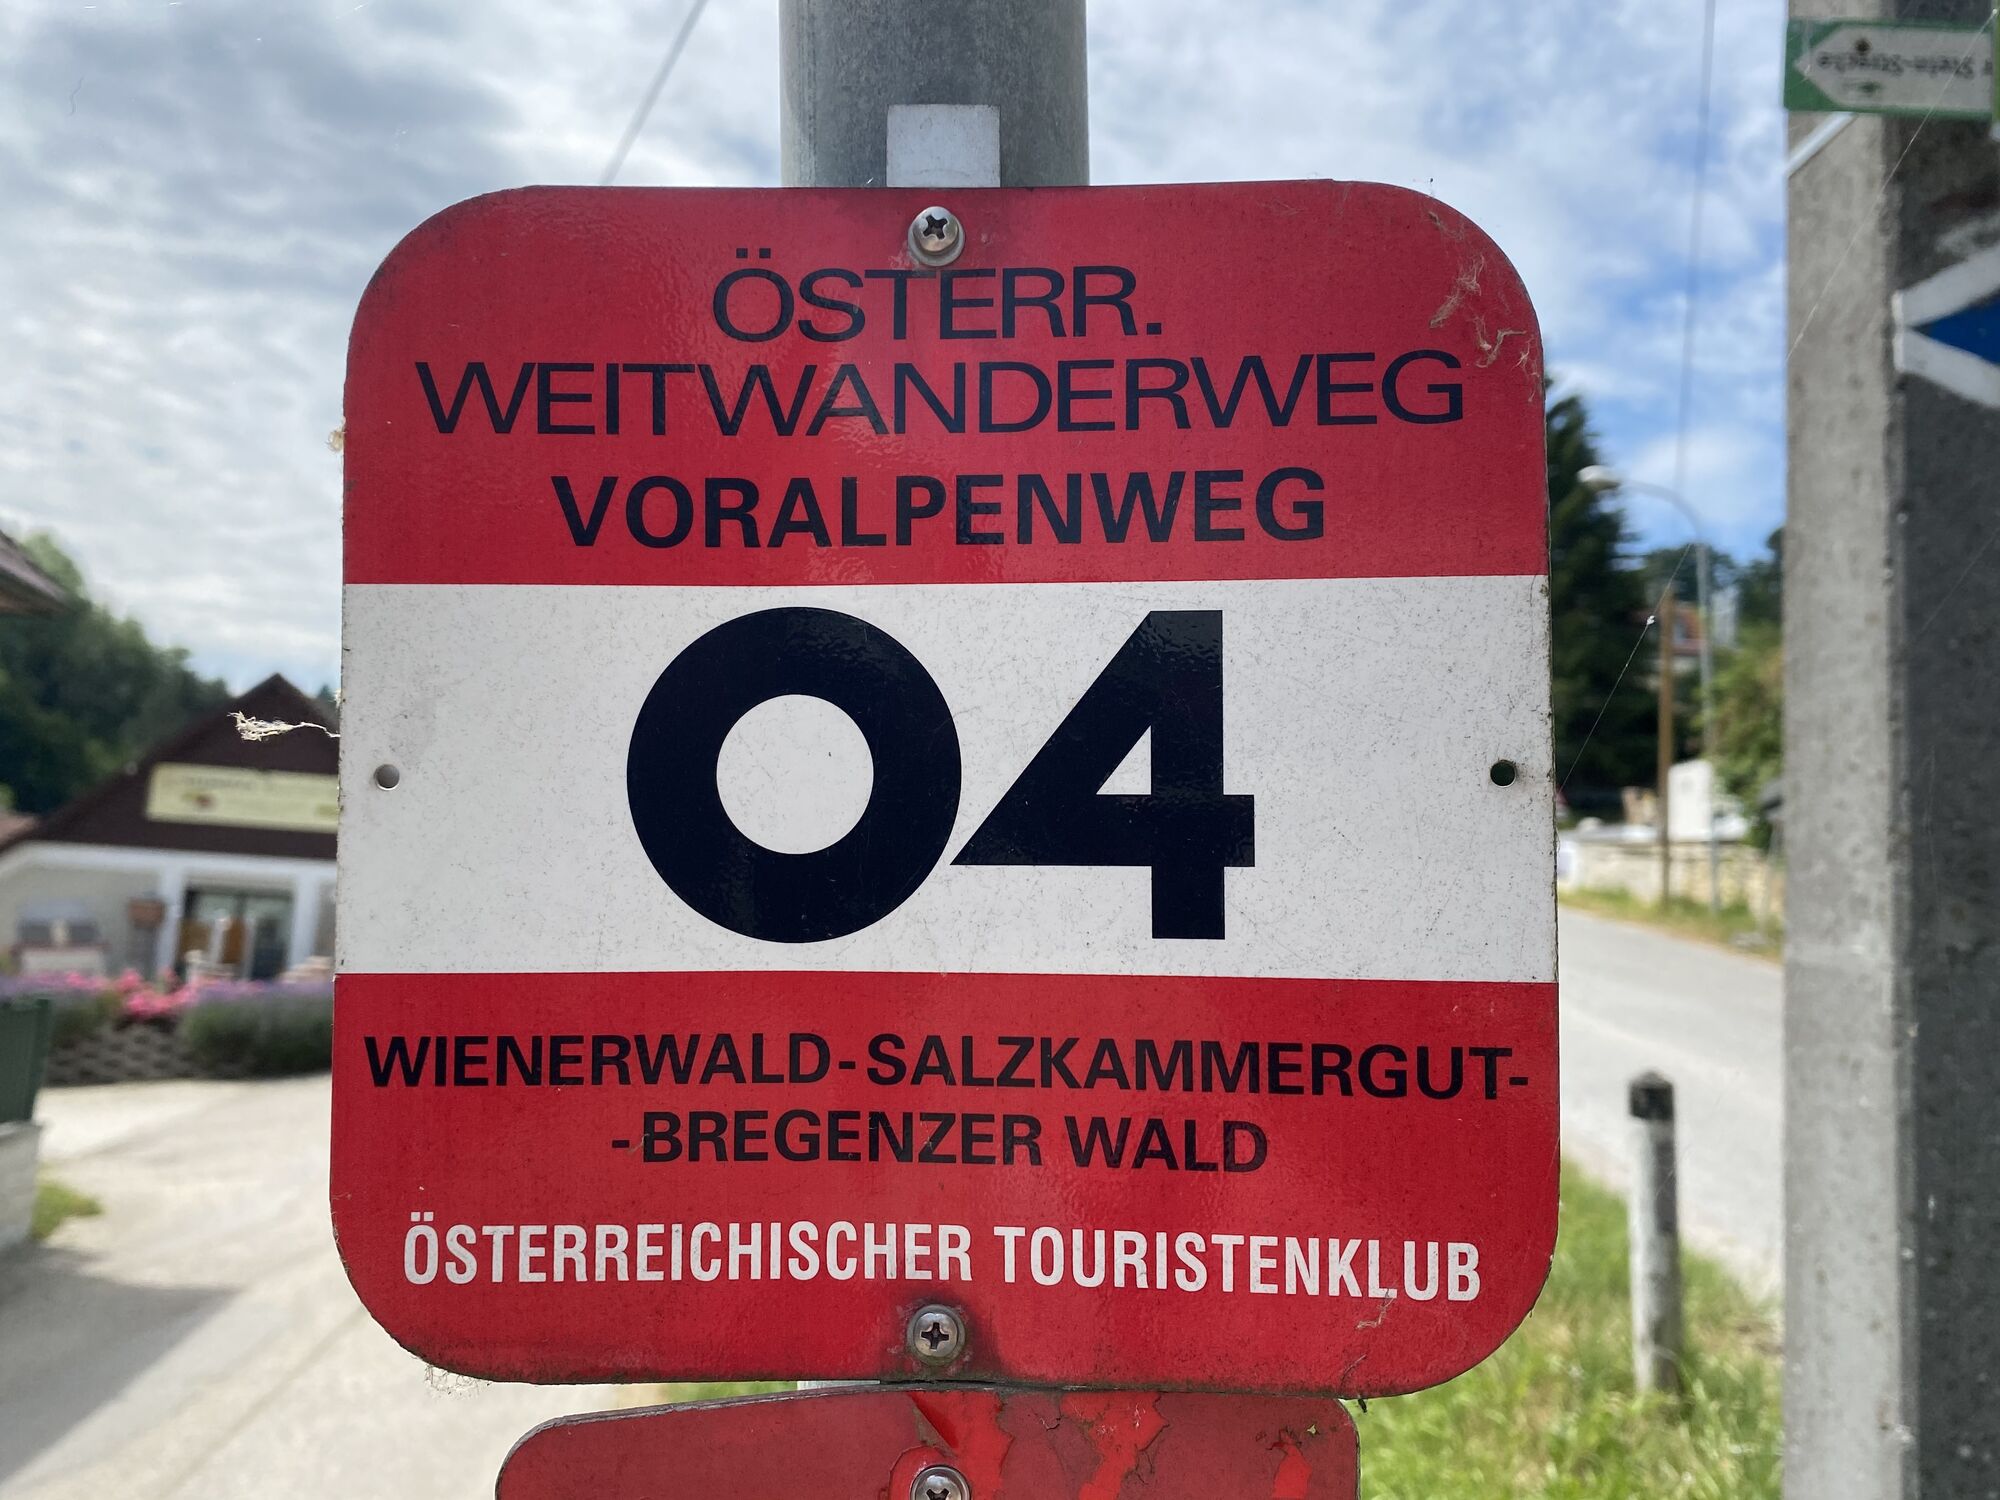 ÖSTERR.
WEITWANDERWEG
VORALPENWEG
04
WIENERWALD-SALZKAMMERGUT-
-BREGENZER WALD
ÖSTERREICHISCHER TOURISTENKLUB